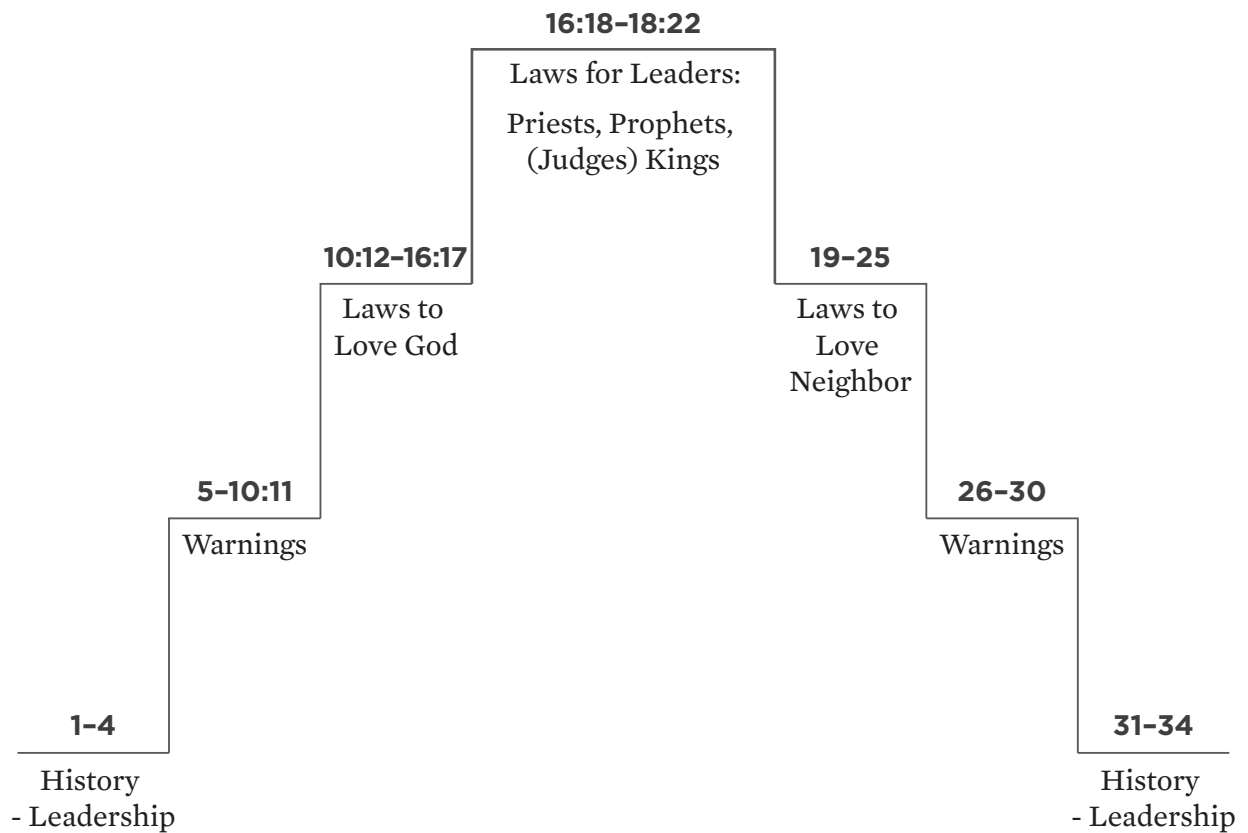 16:18–18:22
Laws for Leaders:
Priests, Prophets,
(Judges) Kings
10:12–16:17
Laws to
Love God
19–25
Laws to
Love
Neighbor
5–10:11
Warnings
26–30
Warnings
1–4
History
- Leadership
31–34
History
- Leadership